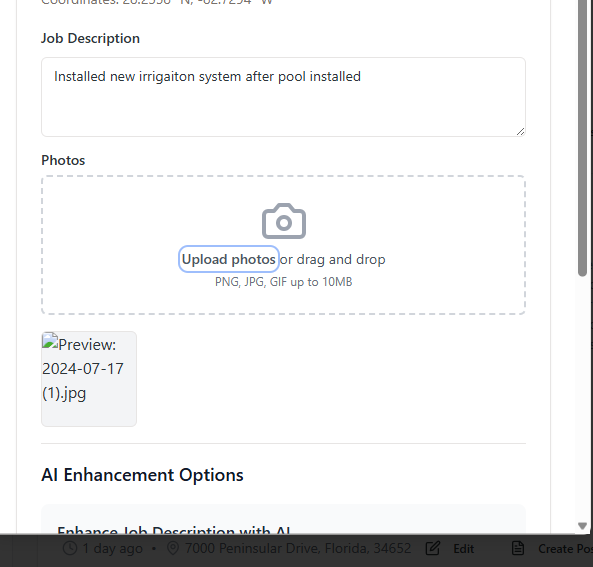 Coordinates: 28.2598° N, -82.7294° W
Job Description
Installed new irrigaiton system after pool installed
Photos
Upload photos or drag and drop
PNG, JPG, GIF up to 10MB
Preview:
2024-07-17
(1).jpg
AI Enhancement Options
Enhance Job Description with AI
1 day ago • 7000 Peninsular Drive, Florida, 34652 Edit Create Pos